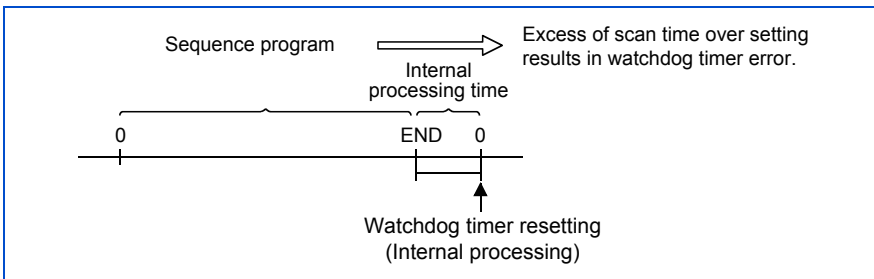 Sequence program
Excess of scan time over setting
results in watchdog timer error.
Internal
processing time
0
END
0
Watchdog timer resetting
(Internal processing)